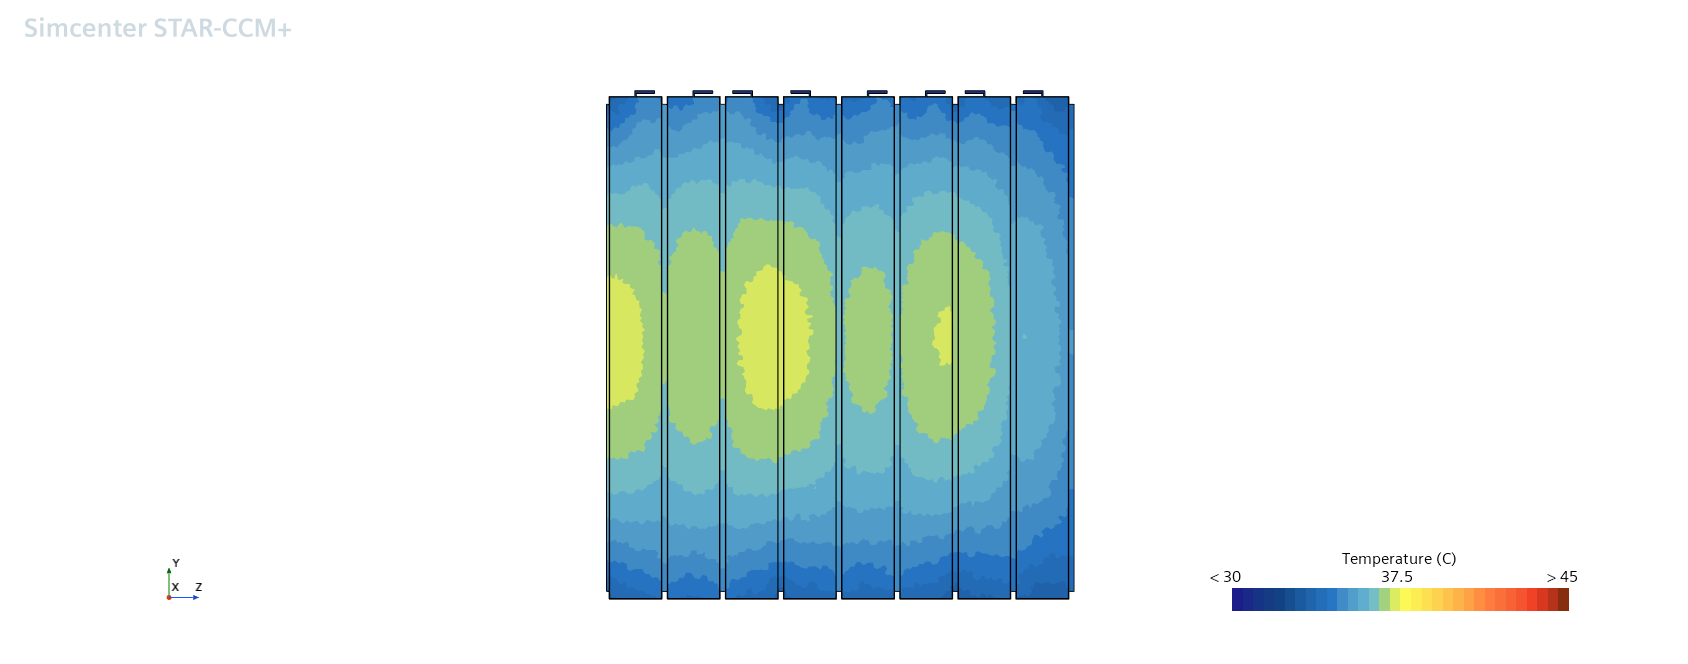 Simcenter STAR-CCM+
Y
X Z
Temperature (C)
< 30 37.5 > 45